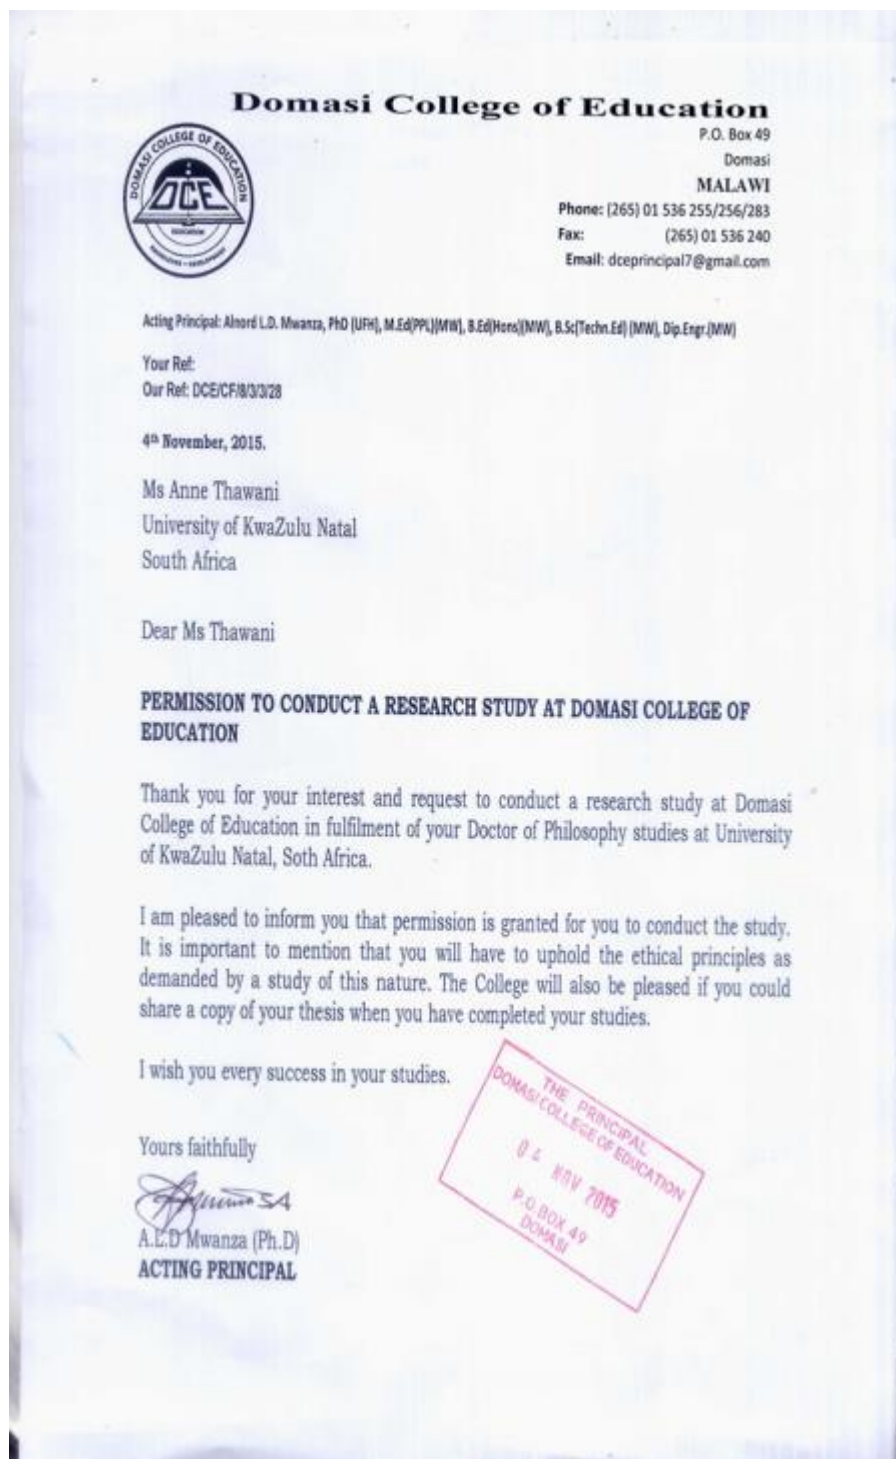 Domasi College of Education
P.O. Box 49
Domasi
MALAWI
Phone: (265) 01 536 255/256/283
Fax: (265) 01 536 240
Email: dceprincipal7@gmail.com
DOMASI COLLEGE OF EDUCATION
DCE
EDUCATION
Acting Principal: Alnord L.D. Mwanza, PhD (UFH), M.Ed(PPL)(MW), B.Ed(Hons)(MW), B.Sc(Techn.Ed) (MW), Dip.Engr.(MW)
Your Ref:
Our Ref: DCE/CF/8/3/3/28
4th November, 2015.
Ms Anne Thawani
University of KwaZulu Natal
South Africa
Dear Ms Thawani
PERMISSION TO CONDUCT A RESEARCH STUDY AT DOMASI COLLEGE OF
EDUCATION
Thank you for your interest and request to conduct a research study at Domasi
College of Education in fulfilment of your Doctor of Philosophy studies at University
of KwaZulu Natal, Soth Africa.
I am pleased to inform you that permission is granted for you to conduct the study.
It is important to mention that you will have to uphold the ethical principles as
demanded by a study of this nature. The College will also be pleased if you could
share a copy of your thesis when you have completed your studies.
I wish you every success in your studies.
THE PRINCIPAL
DOMASI COLLEGE OF EDUCATION
04 NOV 2015
P.O.BOX 49
DOMASI
Yours faithfully
A.L.D Mwanza (Ph.D)
ACTING PRINCIPAL